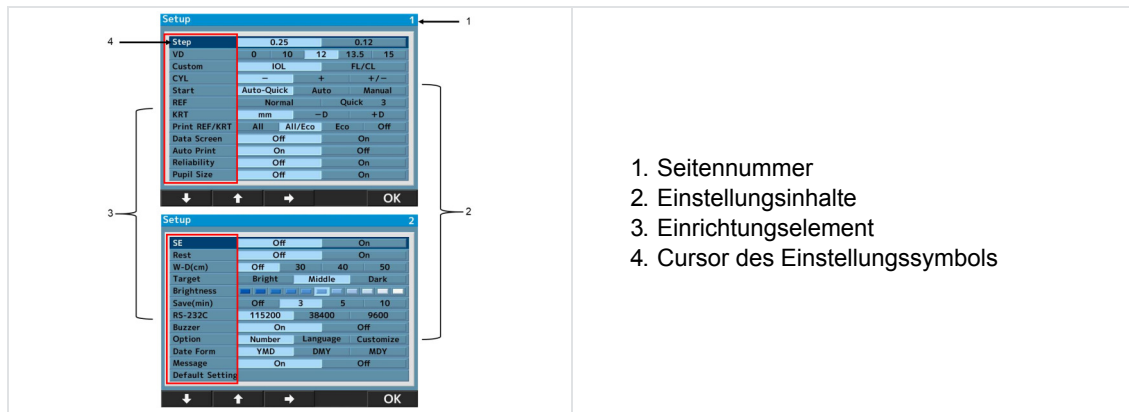 Setup 1
1
4
Step 0.25 0.12
VD 0 10 12 13.5 15
Custom IOL FL/CL
CYL − + +/−
Start Auto-Quick Auto Manual
REF Normal Quick 3
KRT mm −D +D
Print REF/KRT All All/Eco Eco Off
Data Screen Off On
Auto Print On Off
Reliability Off On
Pupil Size Off On
OK
3
2
Setup 2
SE Off On
Rest Off On
W-D(cm) Off 30 40 50
Target Bright Middle Dark
Brightness
Save(min) Off 3 5 10
RS-232C 115200 38400 9600
Buzzer On Off
Option Number Language Customize
Date Form YMD DMY MDY
Message On Off
Default Setting
OK
1. Seitennummer
2. Einstellungsinhalte
3. Einrichtungselement
4. Cursor des Einstellungssymbols